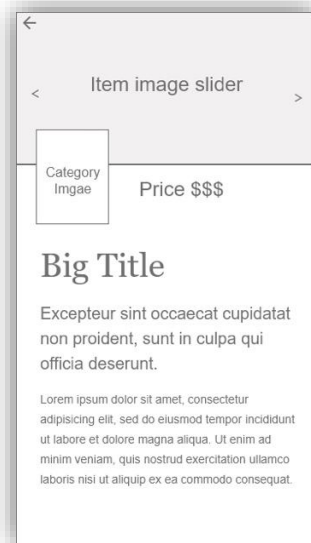 Item image slider
<
>
Category
Imgae
Price $$$
Big Title
Excepteur sint occaecat cupidatat
non proident, sunt in culpa qui
officia deserunt.
Lorem ipsum dolor sit amet, consectetur
adipisicing elit, sed do eiusmod tempor incididunt
ut labore et dolore magna aliqua. Ut enim ad
minim veniam, quis nostrud exercitation ullamco
laboris nisi ut aliquip ex ea commodo consequat.